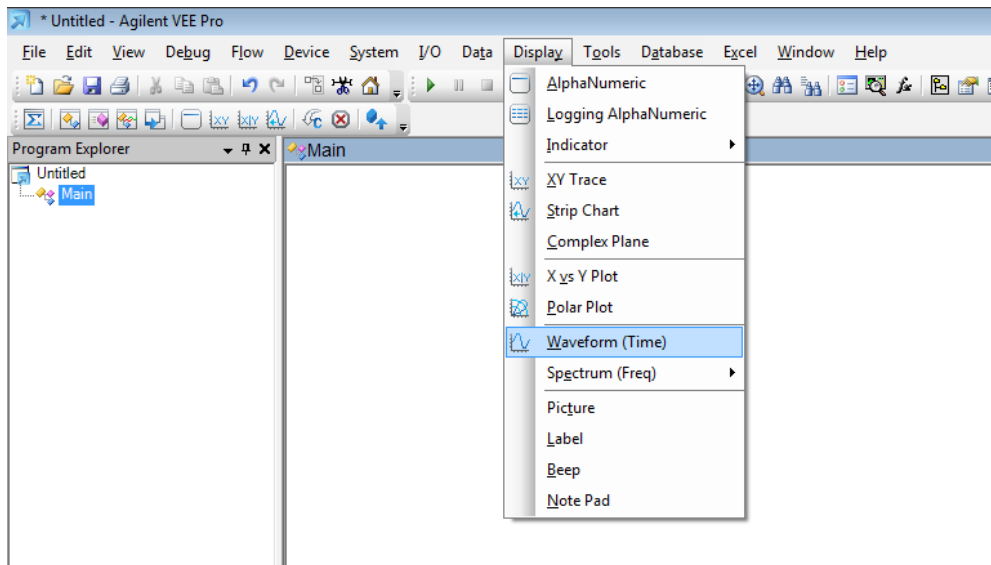 * Untitled - Agilent VEE Pro
File Edit View Debug Flow Device System I/O Data Display Tools Database Excel Window Help
Program Explorer
Main
Untitled
Main
AlphaNumeric
Logging AlphaNumeric
Indicator
XY Trace
Strip Chart
Complex Plane
X vs Y Plot
Polar Plot
Waveform (Time)
Spectrum (Freq)
Picture
Label
Beep
Note Pad